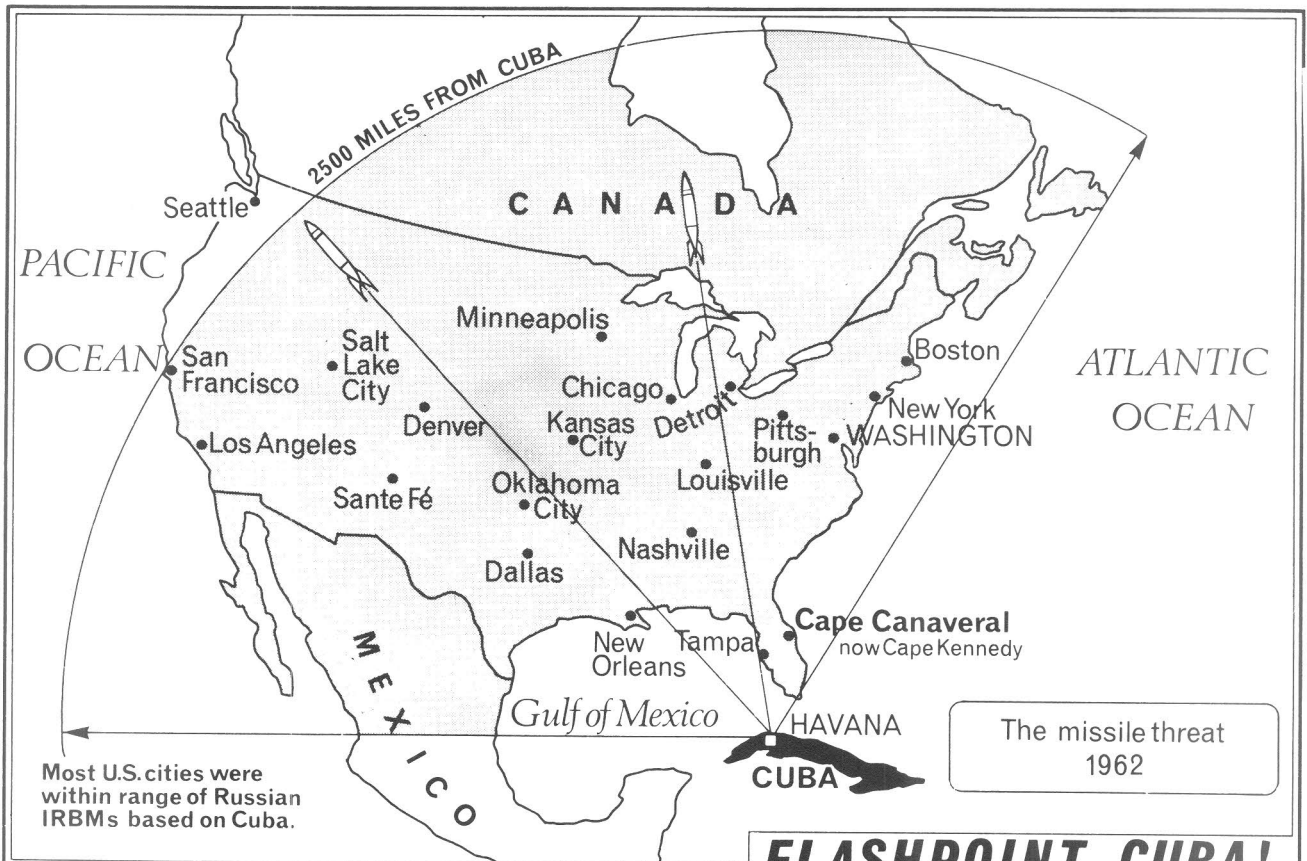 2500 MILES FROM CUBA
CANADA
Seattle
PACIFIC
OCEAN
Minneapolis
San
Francisco
Salt
Lake
City
Chicago
Detroit
Boston
ATLANTIC
OCEAN
New York
WASHINGTON
Denver
Kansas
City
Pitts-
burgh
Los Angeles
Louisville
Sante Fé
Oklahoma
City
Nashville
Dallas
New
Orleans
Tampa
Cape Canaveral
now Cape Kennedy
MEXICO
Gulf of Mexico
HAVANA
CUBA
The missile threat
1962
Most U.S. cities were
within range of Russian
IRBMs based on Cuba.
FLASHPOINT CUBA!